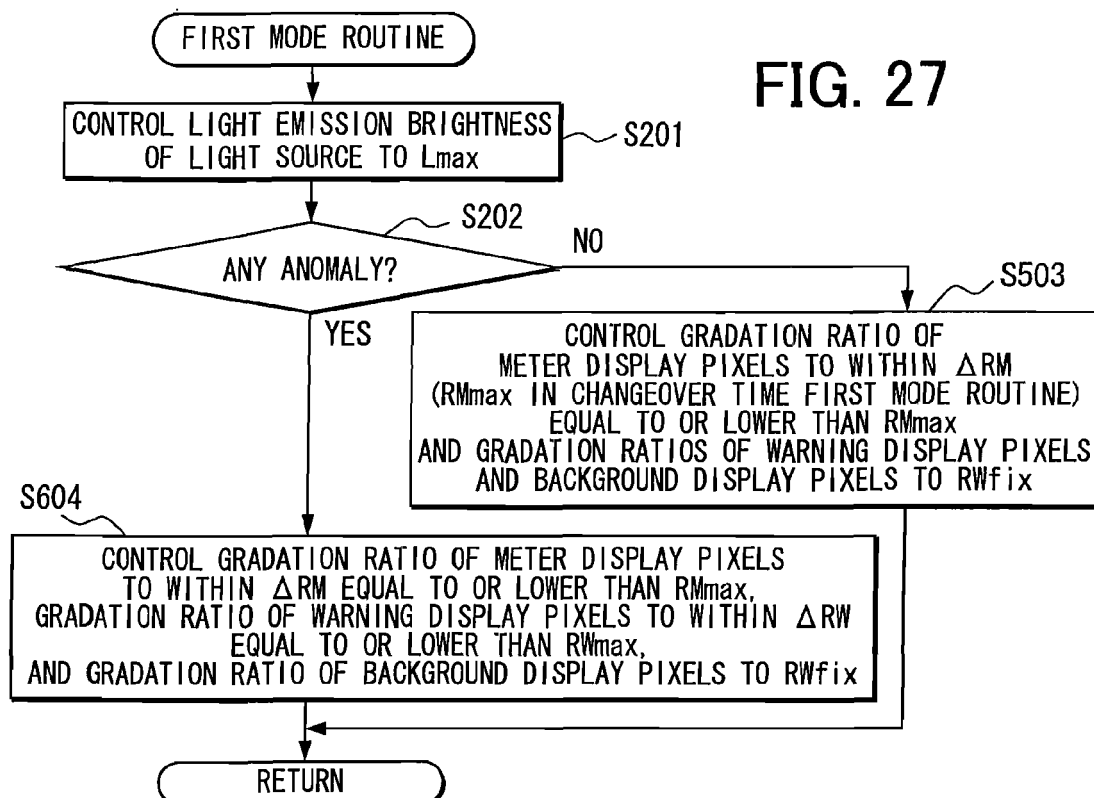 FIRST MODE ROUTINE
FIG. 27
CONTROL LIGHT EMISSION BRIGHTNESS
OF LIGHT SOURCE TO Lmax
S201
S202
ANY ANOMALY?
NO
YES
S503
CONTROL GRADATION RATIO OF
METER DISPLAY PIXELS TO WITHIN ΔRM
(RMmax IN CHANGEOVER TIME FIRST MODE ROUTINE)
EQUAL TO OR LOWER THAN RMmax
AND GRADATION RATIOS OF WARNING DISPLAY PIXELS
AND BACKGROUND DISPLAY PIXELS TO RWfix
S604
CONTROL GRADATION RATIO OF METER DISPLAY PIXELS
TO WITHIN ΔRM EQUAL TO OR LOWER THAN RMmax,
GRADATION RATIO OF WARNING DISPLAY PIXELS TO WITHIN ΔRW
EQUAL TO OR LOWER THAN RWmax,
AND GRADATION RATIO OF BACKGROUND DISPLAY PIXELS TO RWfix
RETURN